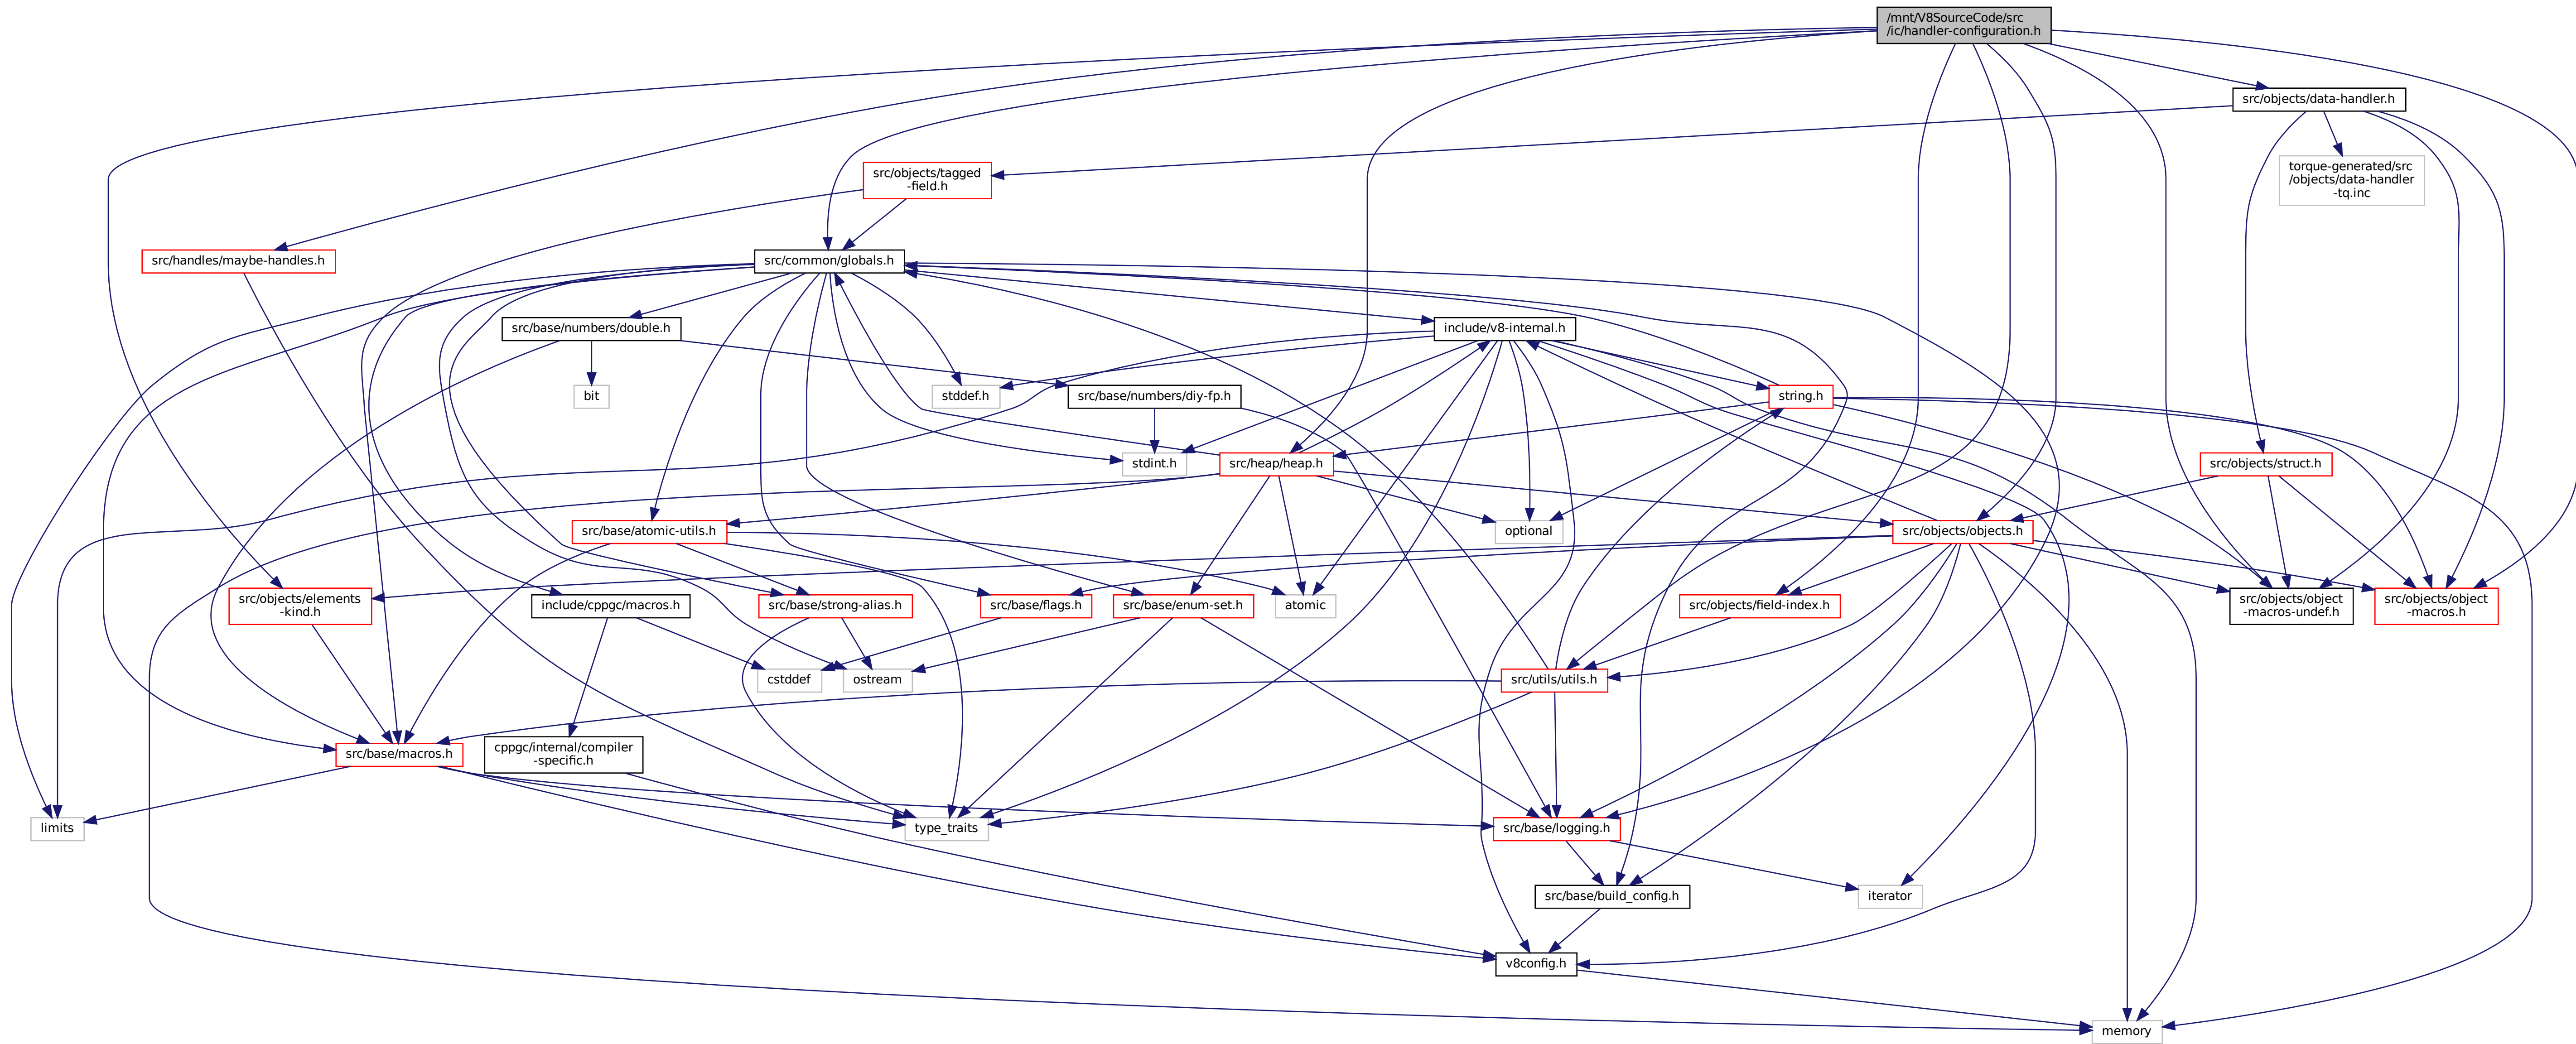 /mnt/V8SourceCode/src
/ic/handler-configuration.h
src/objects/data-handler.h
src/objects/tagged
-field.h
torque-generated/src
/objects/data-handler
-tq.inc
src/handles/maybe-handles.h
src/common/globals.h
src/base/numbers/double.h
include/v8-internal.h
bit
stddef.h
src/base/numbers/diy-fp.h
string.h
stdint.h
src/heap/heap.h
src/objects/struct.h
src/base/atomic-utils.h
optional
src/objects/objects.h
src/objects/elements
-kind.h
include/cppgc/macros.h
src/base/strong-alias.h
src/base/flags.h
src/base/enum-set.h
atomic
src/objects/field-index.h
src/objects/object
-macros-undef.h
src/objects/object
-macros.h
cstddef
ostream
src/utils/utils.h
src/base/macros.h
cppgc/internal/compiler
-specific.h
limits
type_traits
src/base/logging.h
src/base/build_config.h
iterator
v8config.h
memory